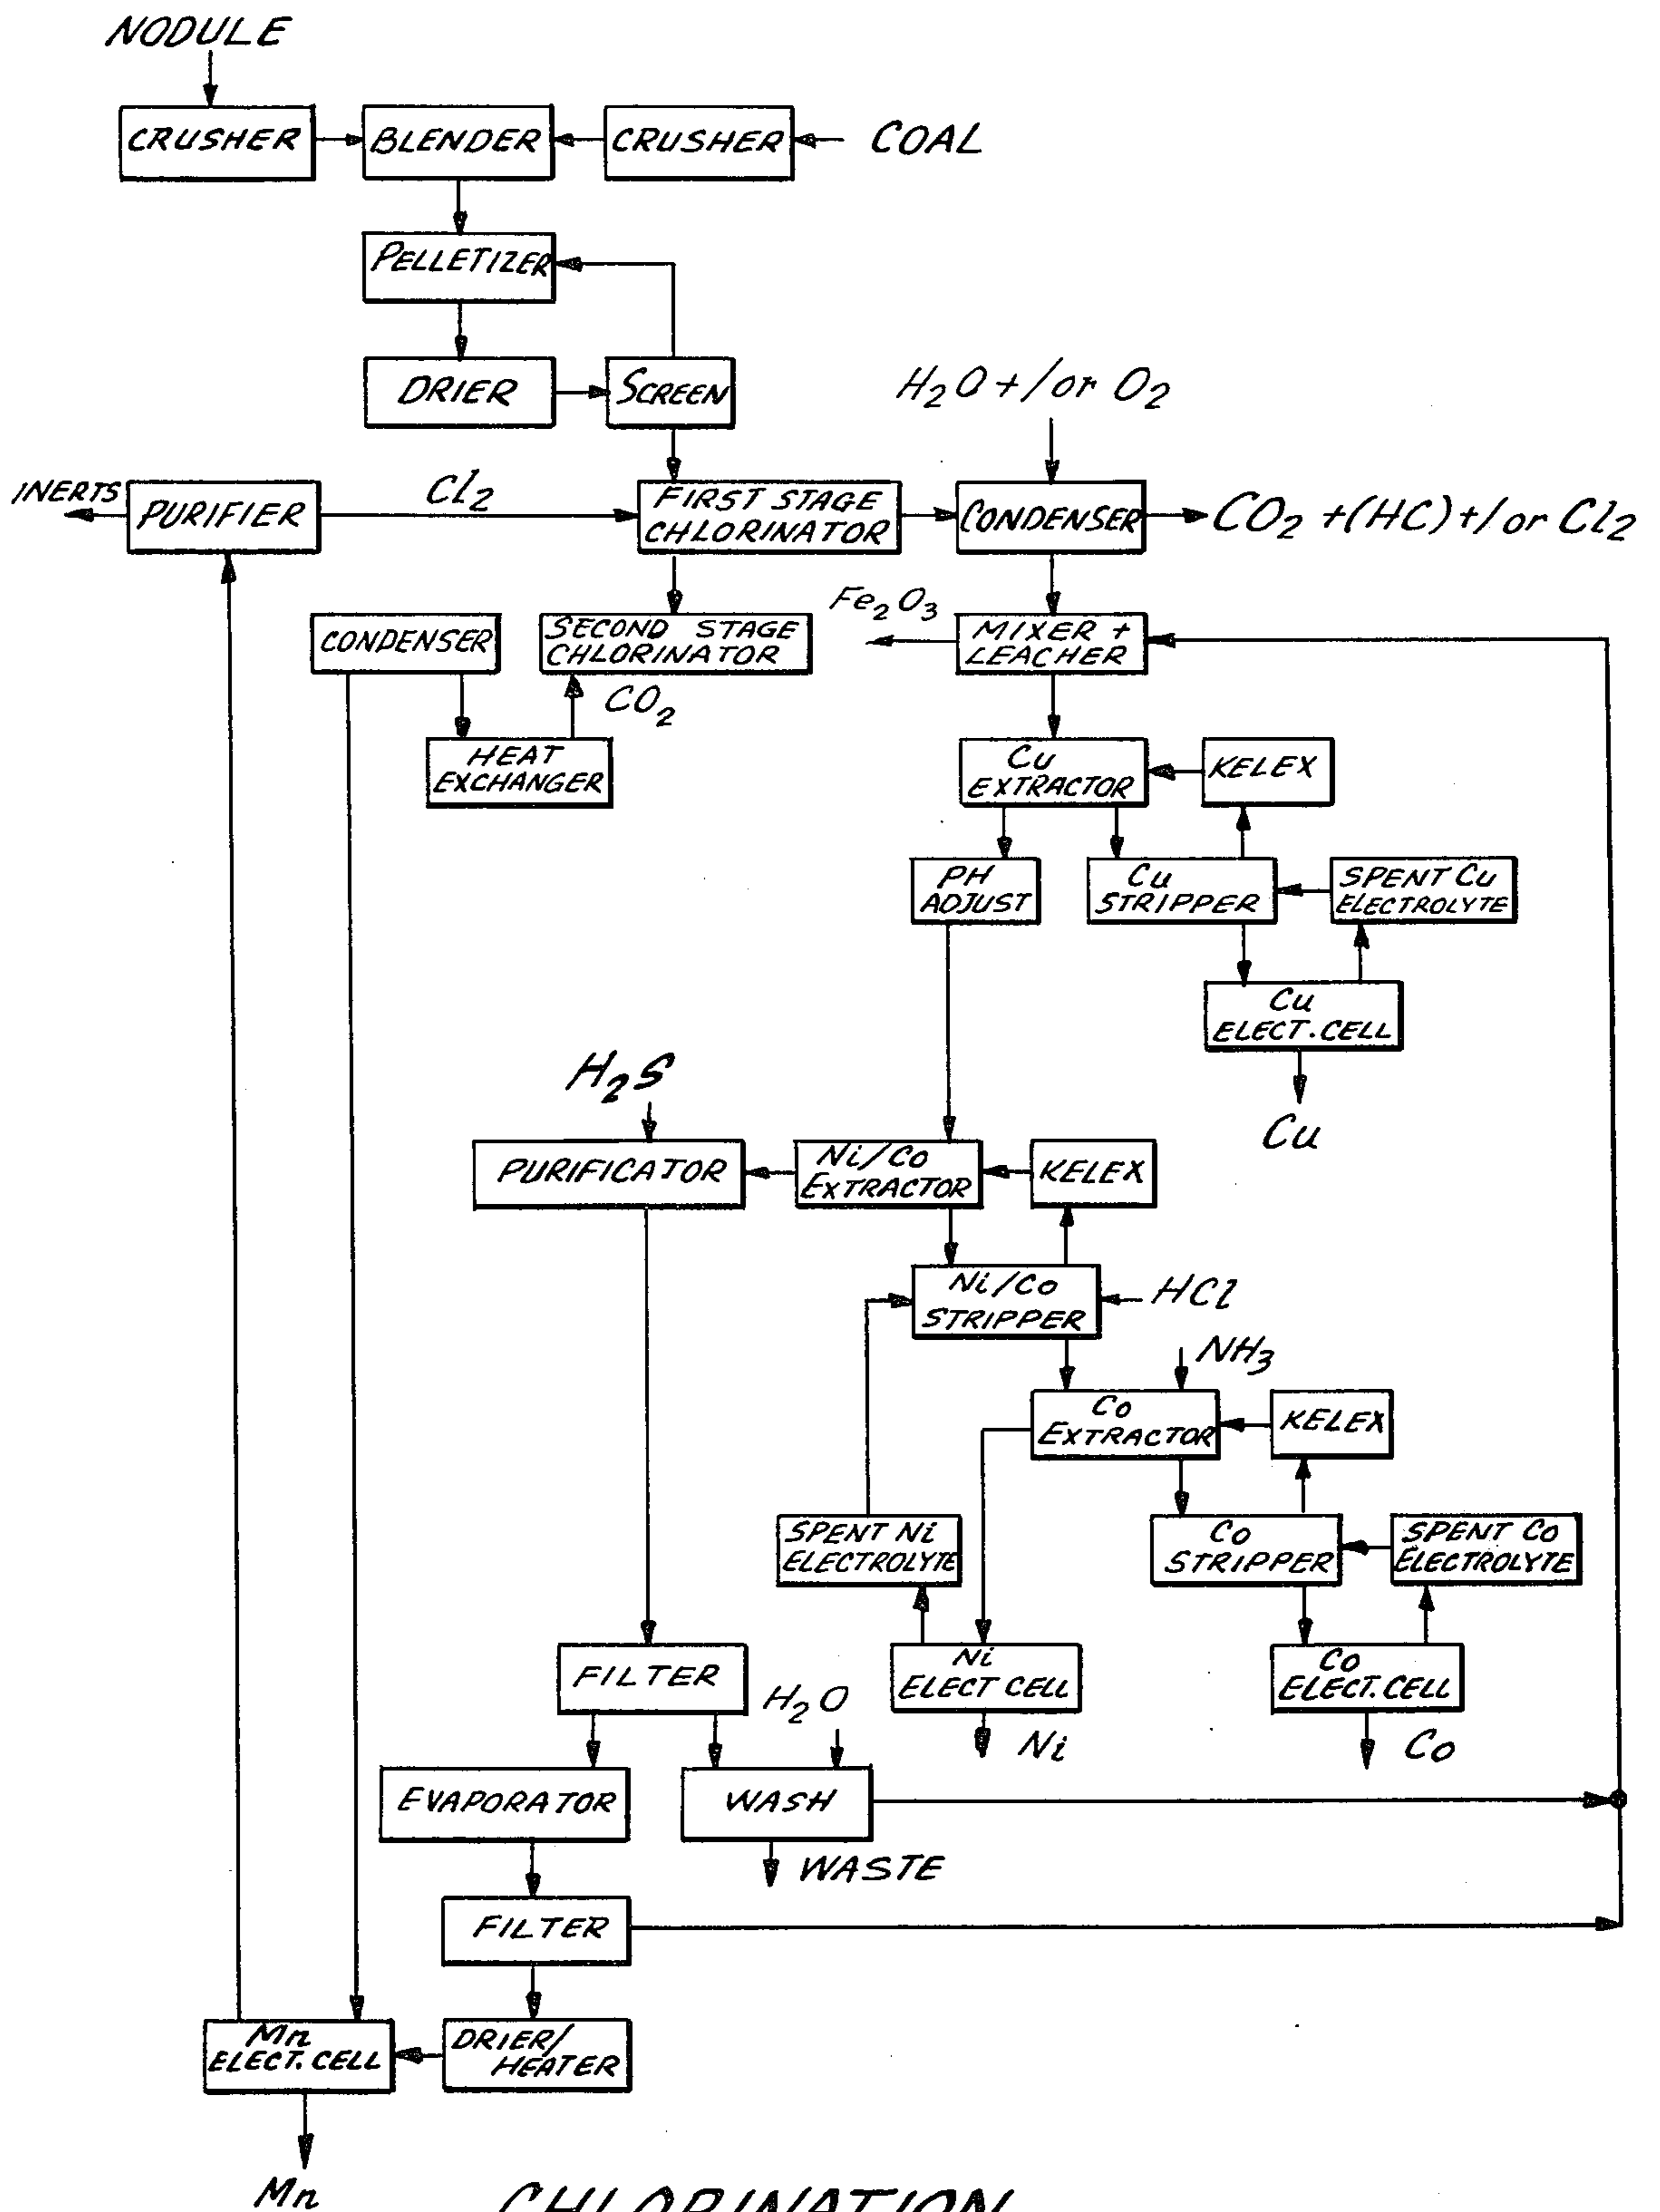 NODULE
CRUSHER
BLENDER
CRUSHER
COAL
PELLETIZER
DRIER
SCREEN
H2O +/or O2
INERTS
PURIFIER
Cl2
FIRST STAGE
CHLORINATOR
CONDENSER
CO2 +(HC)+/or Cl2
CONDENSER
SECOND STAGE
CHLORINATOR
Fe2O3
MIXER +
LEACHER
CO2
HEAT
EXCHANGER
Cu
EXTRACTOR
KELEX
PH
ADJUST
Cu
STRIPPER
SPENT Cu
ELECTROLYTE
Cu
ELECT. CELL
Cu
H2S
PURIFICATOR
Ni/Co
EXTRACTOR
KELEX
Ni/Co
STRIPPER
HCl
NH3
Co
EXTRACTOR
KELEX
SPENT Ni
ELECTROLYTE
Co
STRIPPER
SPENT Co
ELECTROLYTE
FILTER
Ni
ELECT CELL
Co
ELECT. CELL
H2O
Ni
Co
EVAPORATOR
WASH
WASTE
FILTER
Mn
ELECT. CELL
DRIER/
HEATER
Mn
CHLORINATION